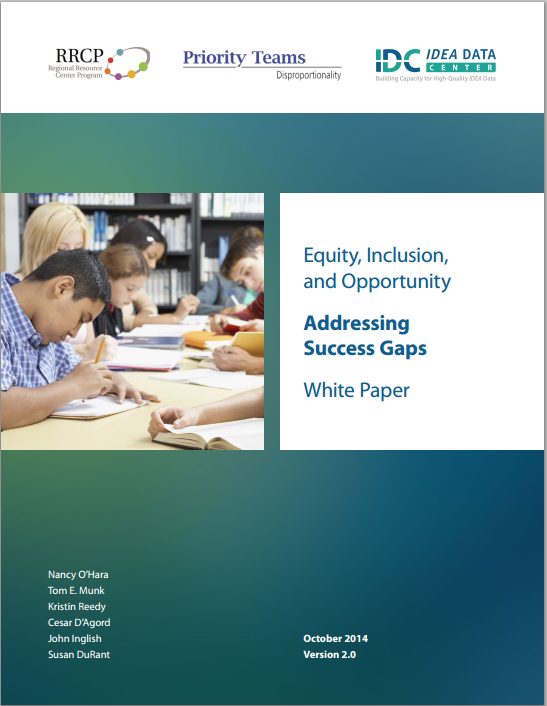 RRCP
Regional Resource
Center Program
Priority Teams
Disproportionality
IDC IDEA DATA
CENTER
Building Capacity for High-Quality IDEA Data
Equity, Inclusion,
and Opportunity
Addressing
Success Gaps
White Paper
Nancy O’Hara
Tom E. Munk
Kristin Reedy
Cesar D’Agord
John Inglish
Susan DuRant
October 2014
Version 2.0